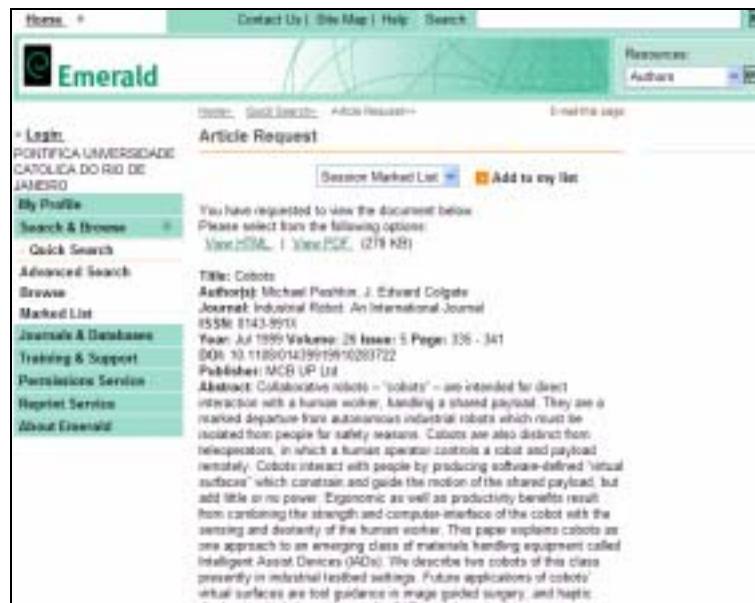 Home
Contact Us | Site Map | Help Search
Emerald
Resources:
Authors
Home> Quick Search> Article Request>>
E-mail this page
Login:
PONTIFICA UNIVERSIDADE
CATOLICA DO RIO DE
JANEIRO
Article Request
Session Marked List Add to my list
My Profile
Search & Browse
Quick Search
Advanced Search
Browse
Marked List
Journals & Databases
Training & Support
Permissions Service
Reprint Service
About Emerald
You have requested to view the document below
Please select from the following options:
View HTML | View PDF (278 KB)
Title: Cobots
Author(s): Michael Peshkin, J. Edward Colgate
Journal: Industrial Robot: An International Journal
ISSN: 0143-991X
Year: Jul 1999 Volume: 26 Issue: 5 Page: 335 - 341
DOI: 10.1108/01439919910283722
Publisher: MCB UP Ltd
Abstract: Collaborative robots – "cobots" – are intended for direct
interaction with a human worker, handling a shared payload. They are a
marked departure from autonomous industrial robots which must be
isolated from people for safety reasons. Cobots are also distinct from
teleoperators, in which a human operator controls a robot and payload
remotely. Cobots interact with people by producing software-defined "virtual
surfaces" which constrain and guide the motion of the shared payload, but
add little or no power. Ergonomic as well as productivity benefits result
from combining the strength and computer-interface of the cobot with the
sensing and dexterity of the human worker. This paper explains cobots as
one approach to an emerging class of materials handling equipment called
Intelligent Assist Devices (IADs). We describe two cobots of this class
presently in industrial testbed settings. Future applications of cobots'
virtual surfaces are tool guidance in image guided surgery, and haptic